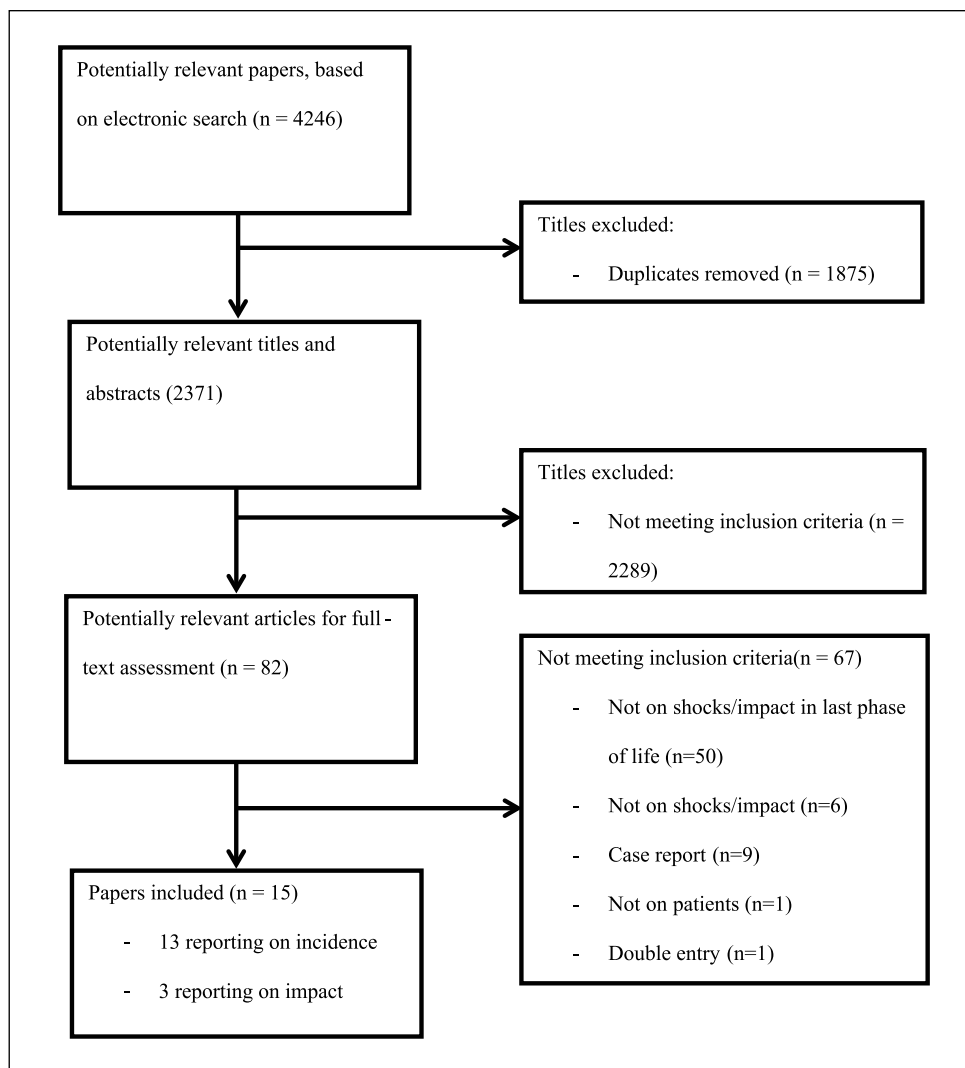 Potentially relevant papers, based
on electronic search (n = 4246)
Titles excluded:
- Duplicates removed (n = 1875)
Potentially relevant titles and
abstracts (2371)
Titles excluded:
- Not meeting inclusion criteria (n =
2289)
Potentially relevant articles for full-
text assessment (n = 82)
Not meeting inclusion criteria(n = 67)
- Not on shocks/impact in last phase
of life (n=50)
- Not on shocks/impact (n=6)
- Case report (n=9)
- Not on patients (n=1)
- Double entry (n=1)
Papers included (n = 15)
- 13 reporting on incidence
- 3 reporting on impact